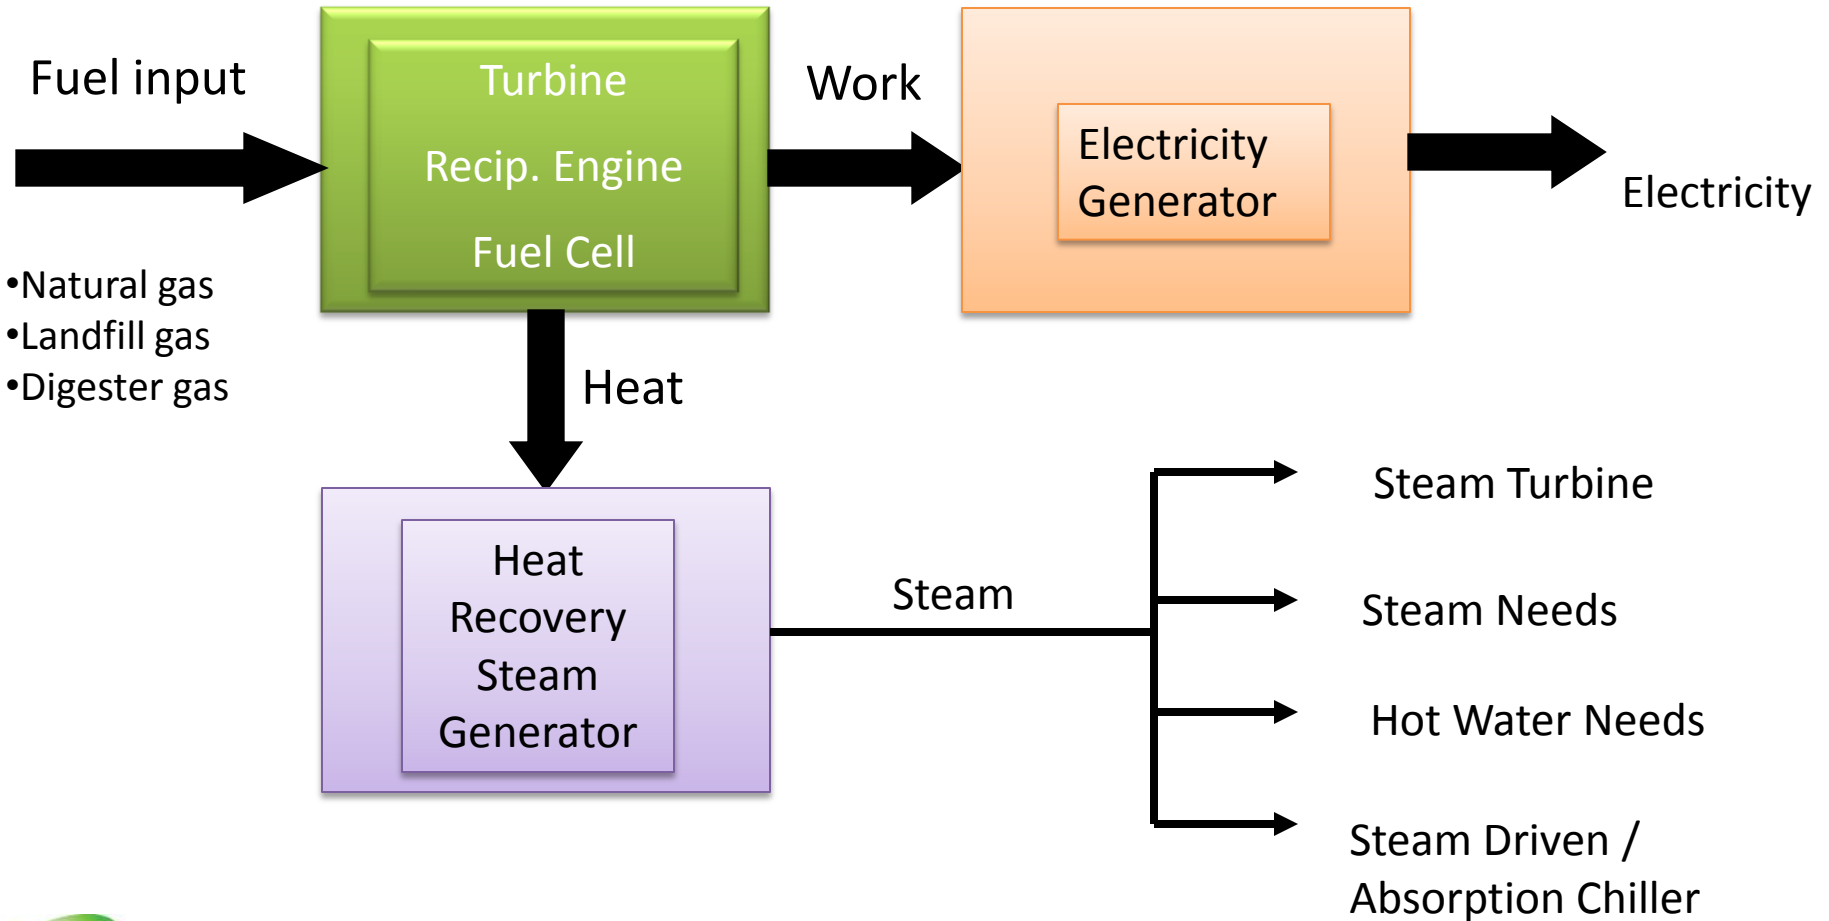 Fuel input
•Natural gas
•Landfill gas
•Digester gas
Turbine
Recip. Engine
Fuel Cell
Work
Electricity
Generator
Electricity
Heat
Heat
Recovery
Steam
Generator
Steam
Steam Turbine
Steam Needs
Hot Water Needs
Steam Driven /
Absorption Chiller